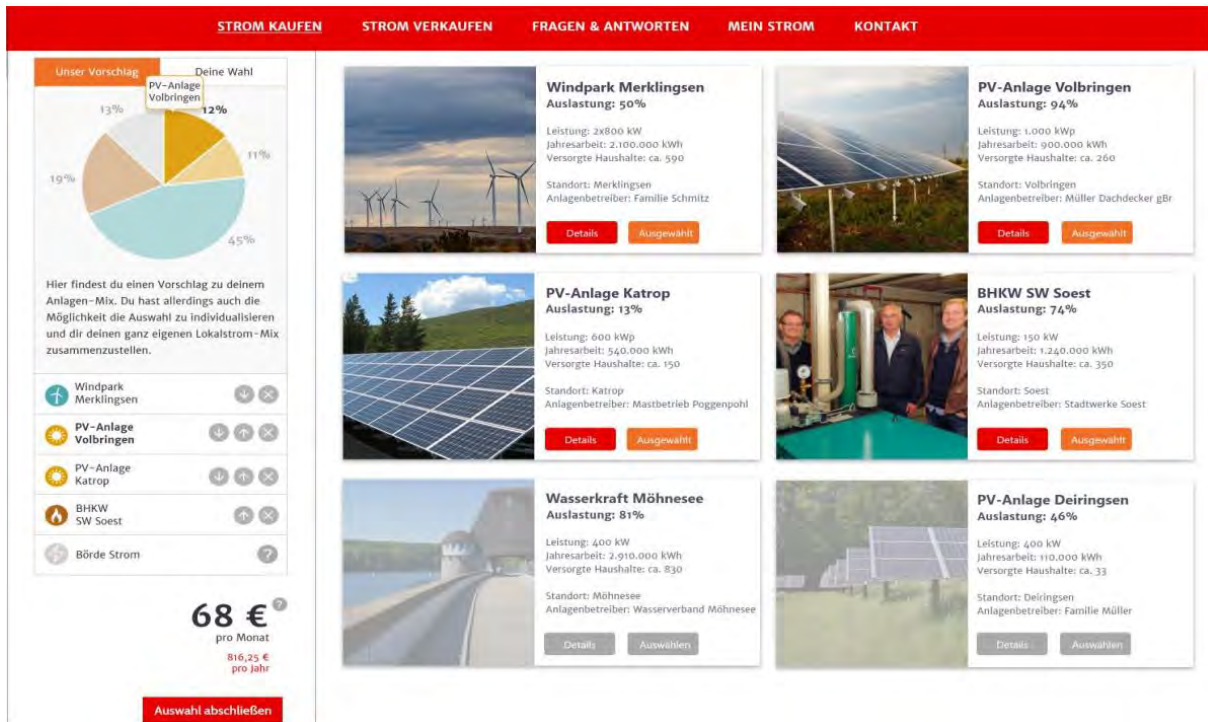 STROM KAUFEN STROM VERKAUFEN FRAGEN & ANTWORTEN MEIN STROM KONTAKT
Unser Vorschlag Deine Wahl
PV-Anlage
Volbringen
13% 12%
11%
19%
45%
Hier findest du einen Vorschlag zu deinem
Anlagen-Mix. Du hast allerdings auch die
Möglichkeit die Auswahl zu individualisieren
und dir deinen ganz eigenen Lokalstrom-Mix
zusammenzustellen.
Windpark
Merklingsen
PV-Anlage
Volbringen
PV-Anlage
Katrop
BHKW
SW Soest
Börde Strom ?
68 € ?
pro Monat
816,25 €
pro Jahr
Auswahl abschließen
Windpark Merklingsen
Auslastung: 50%
Leistung: 2x800 kW
Jahresarbeit: 2.100.000 kWh
Versorgte Haushalte: ca. 590
Standort: Merklingsen
Anlagenbetreiber: Familie Schmitz
Details Ausgewählt
PV-Anlage Volbringen
Auslastung: 94%
Leistung: 1.000 kWp
Jahresarbeit: 900.000 kWh
Versorgte Haushalte: ca. 260
Standort: Volbringen
Anlagenbetreiber: Müller Dachdecker gBr
Details Ausgewählt
PV-Anlage Katrop
Auslastung: 13%
Leistung: 600 kWp
Jahresarbeit: 540.000 kWh
Versorgte Haushalte: ca. 150
Standort: Katrop
Anlagenbetreiber: Mastbetrieb Poggenpohl
Details Ausgewählt
BHKW SW Soest
Auslastung: 74%
Leistung: 150 kW
Jahresarbeit: 1.240.000 kWh
Versorgte Haushalte: ca. 350
Standort: Soest
Anlagenbetreiber: Stadtwerke Soest
Details Ausgewählt
Wasserkraft Möhnesee
Auslastung: 81%
Leistung: 400 kW
Jahresarbeit: 2.910.000 kWh
Versorgte Haushalte: ca. 830
Standort: Möhnesee
Anlagenbetreiber: Wasserverband Möhnesee
Details Auswählen
PV-Anlage Deiringsen
Auslastung: 46%
Leistung: 400 kW
Jahresarbeit: 110.000 kWh
Versorgte Haushalte: ca. 33
Standort: Deiringsen
Anlagenbetreiber: Familie Müller
Details Auswählen